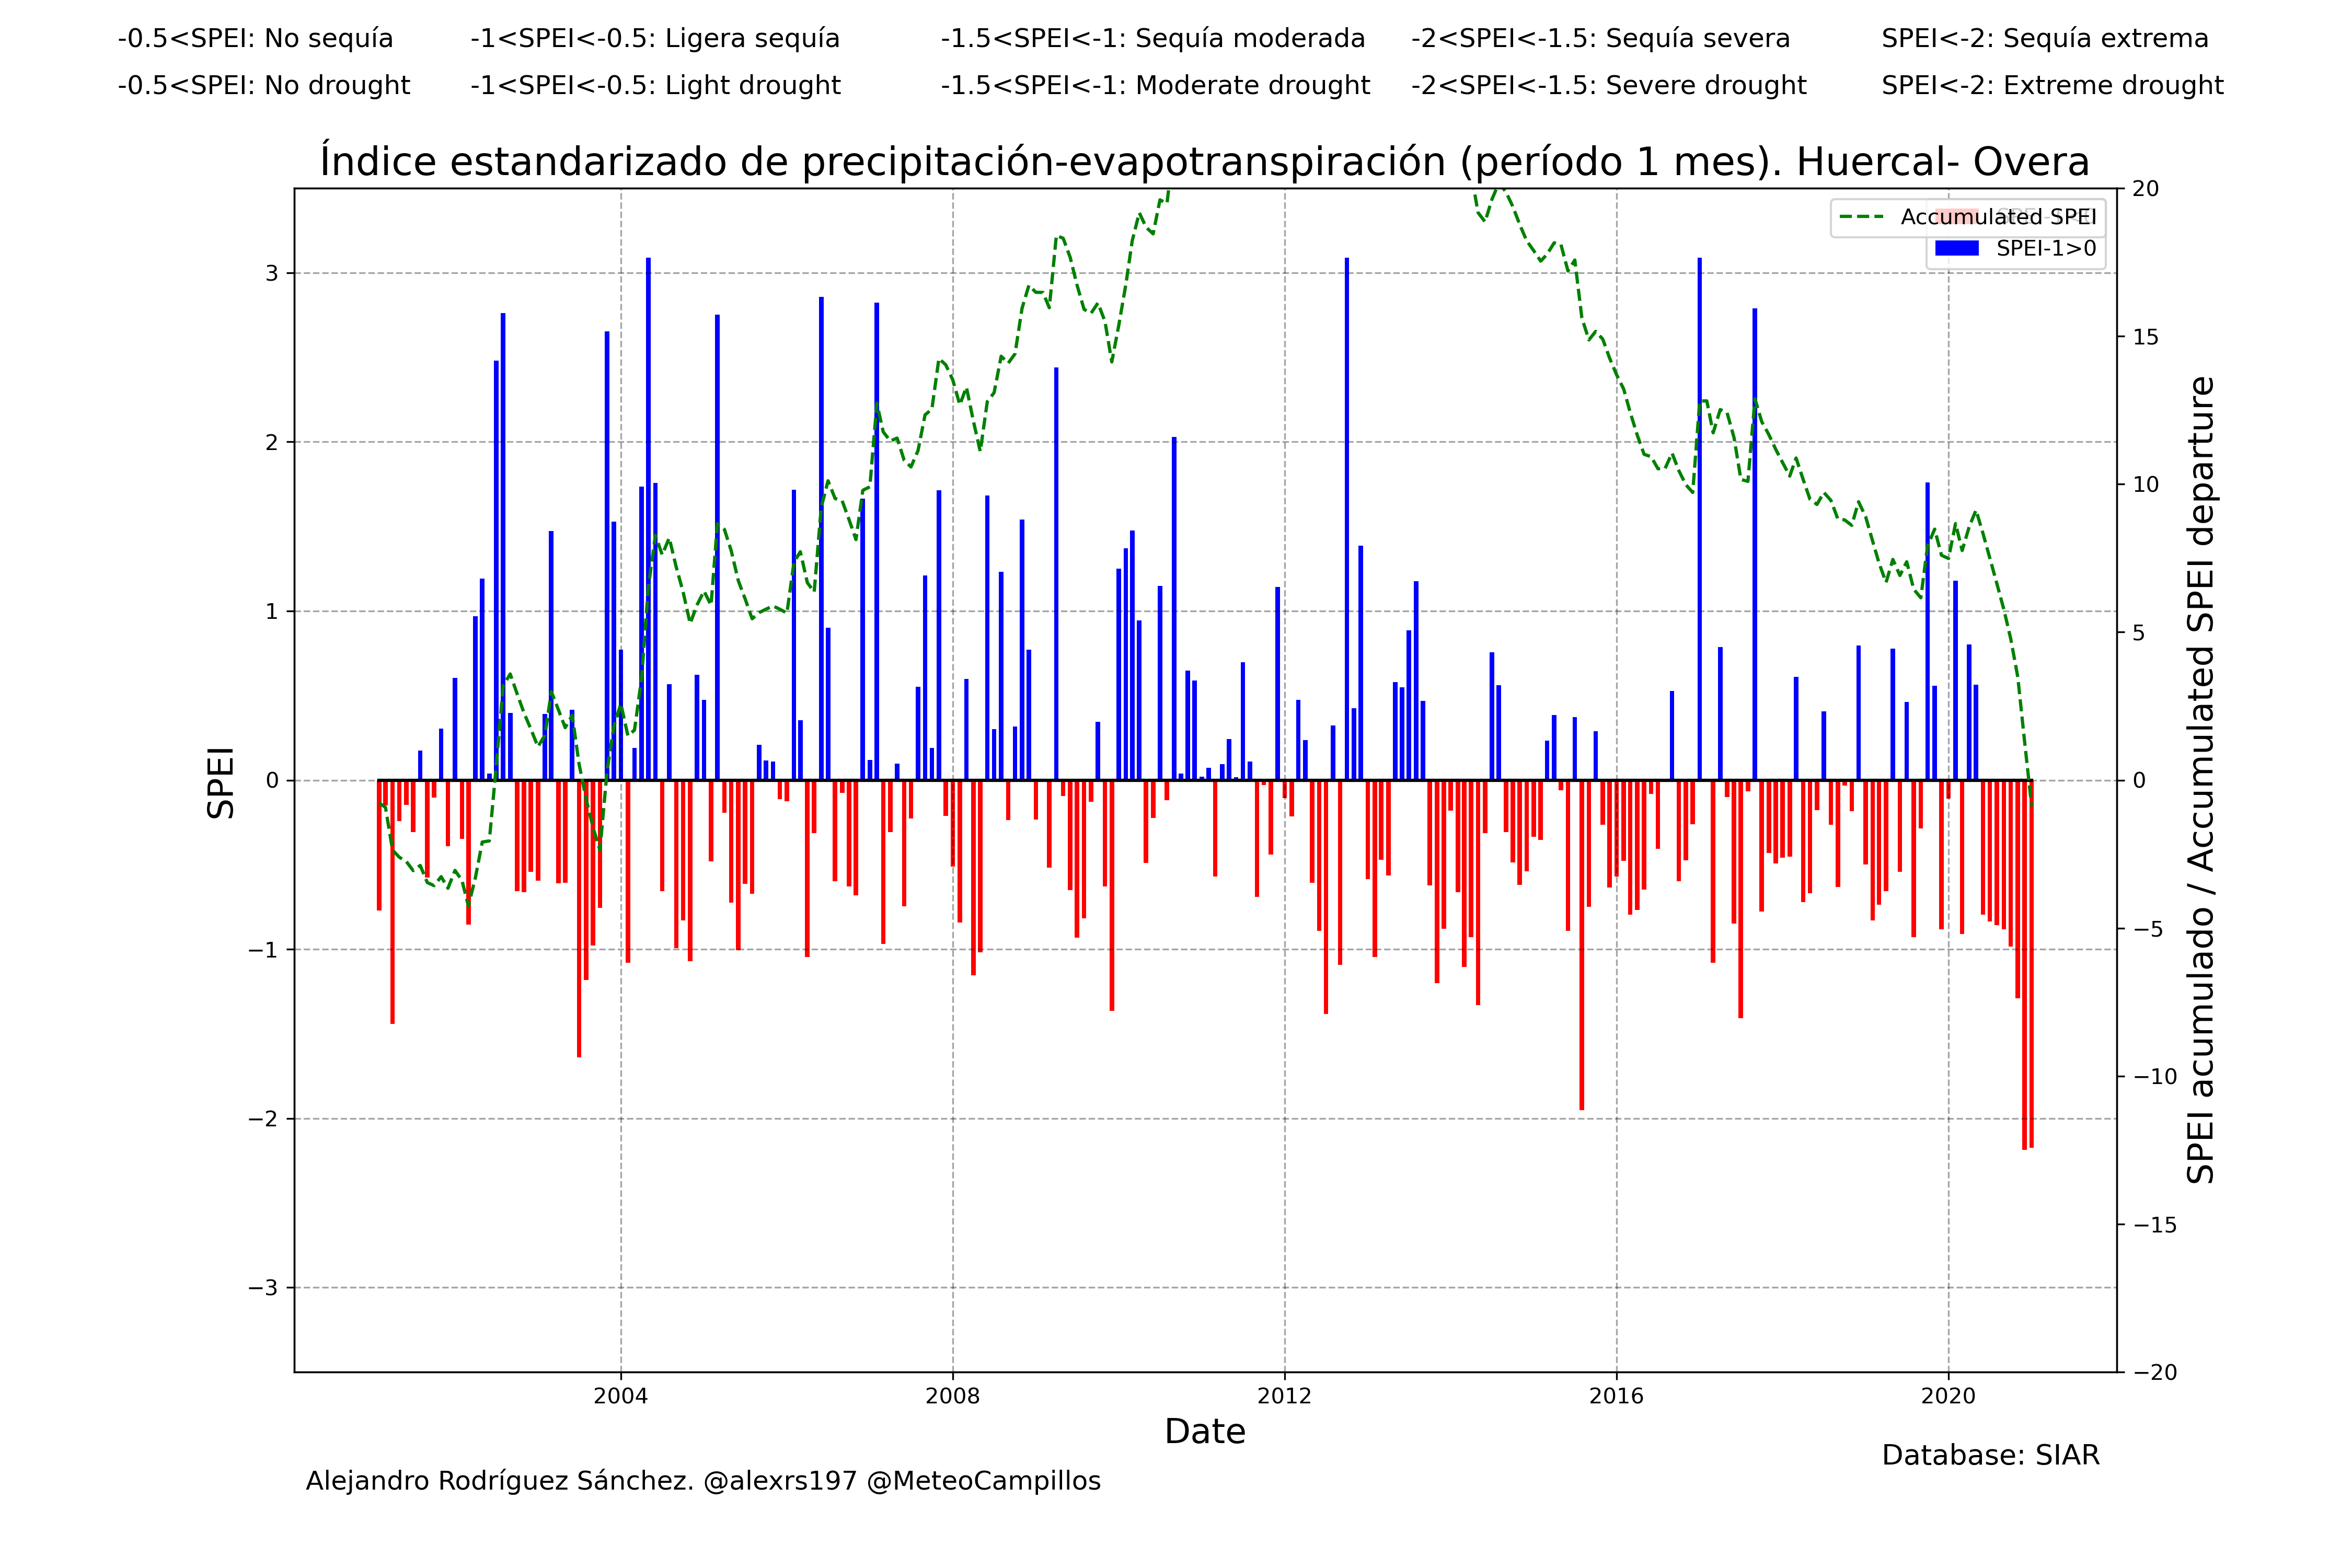 -0.5<SPEI: No sequía -1<SPEI<-0.5: Ligera sequía -1.5<SPEI<-1: Sequía moderada -2<SPEI<-1.5: Sequía severa SPEI<-2: Sequía extrema
-0.5<SPEI: No drought -1<SPEI<-0.5: Light drought -1.5<SPEI<-1: Moderate drought -2<SPEI<-1.5: Severe drought SPEI<-2: Extreme drought
Índice estandarizado de precipitación-evapotranspiración (período 1 mes). Huercal- Overa
Accumulated SPEI
SPEI-1>0
SPEI
3
2
1
0
−1
−2
−3
20
15
10
5
0
−5
−10
−15
−20
SPEI acumulado / Accumulated SPEI departure
2004 2008 2012 2016 2020
Date
Database: SIAR
Alejandro Rodríguez Sánchez. @alexrs197 @MeteoCampillos